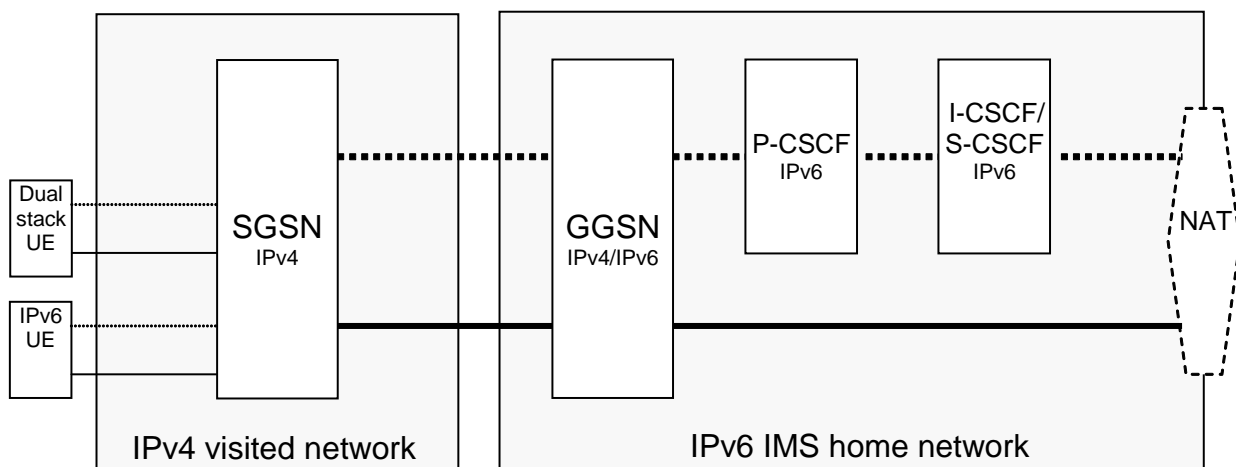 Dual
stack
UE
IPv6
UE
SGSN
IPv4
GGSN
IPv4/IPv6
P-CSCF
IPv6
I-CSCF/
S-CSCF
IPv6
NAT
IPv4 visited network
IPv6 IMS home network